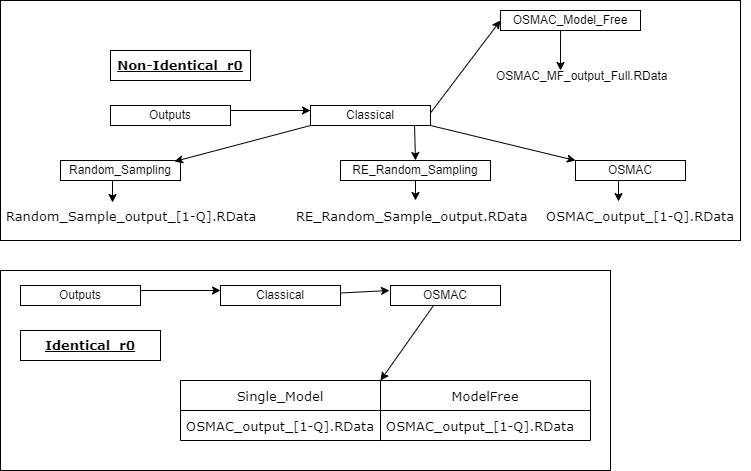 OSMAC_Model_Free
Non-Identical_r0
OSMAC_MF_output_Full.RData
Outputs
Classical
Random_Sampling
RE_Random_Sampling
OSMAC
Random_Sample_output_[1-Q].RData
RE_Random_Sample_output.RData
OSMAC_output_[1-Q].RData
Outputs
Classical
OSMAC
Identical_r0
Single_Model
ModelFree
OSMAC_output_[1-Q].RData
OSMAC_output_[1-Q].RData